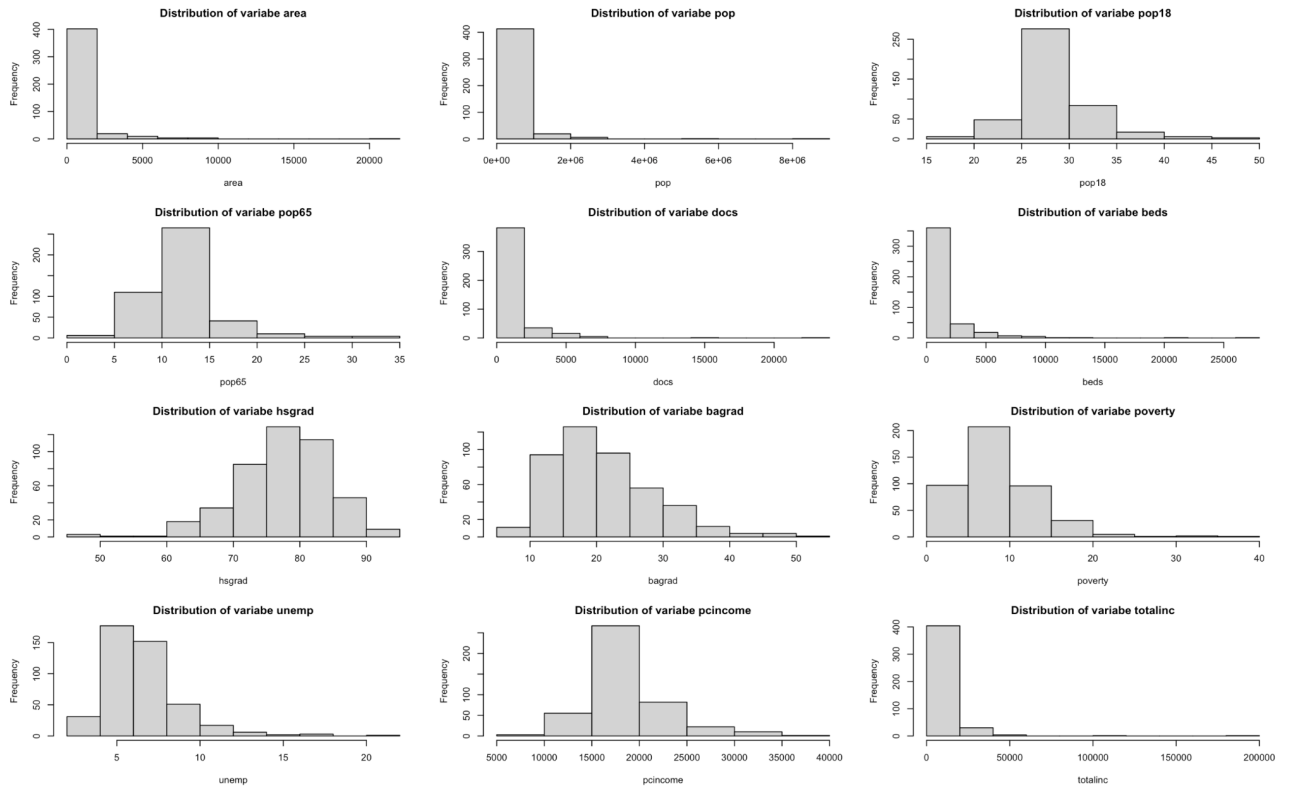 Distribution of variabe area
Frequency
0 100 200 300 400
0 5000 10000 15000 20000
area
Distribution of variabe pop
Frequency
0 100 200 300 400
0e+00 2e+06 4e+06 6e+06 8e+06
pop
Distribution of variabe pop18
Frequency
0 50 150 250
15 20 25 30 35 40 45 50
pop18
Distribution of variabe pop65
Frequency
0 50 100 200
0 5 10 15 20 25 30 35
pop65
Distribution of variabe docs
Frequency
0 100 200 300
0 5000 10000 15000 20000
docs
Distribution of variabe beds
Frequency
0 100 200 300
0 5000 10000 15000 20000 25000
beds
Distribution of variabe hsgrad
Frequency
0 20 60 100
50 60 70 80 90
hsgrad
Distribution of variabe bagrad
Frequency
0 20 60 100
10 20 30 40 50
bagrad
Distribution of variabe poverty
Frequency
0 50 100 150 200
0 10 20 30 40
poverty
Distribution of variabe unemp
Frequency
0 50 100 150
5 10 15 20
unemp
Distribution of variabe pcincome
Frequency
0 50 100 200
5000 10000 15000 20000 25000 30000 35000 40000
pcincome
Distribution of variabe totalinc
Frequency
0 100 200 300 400
0 50000 100000 150000 200000
totalinc